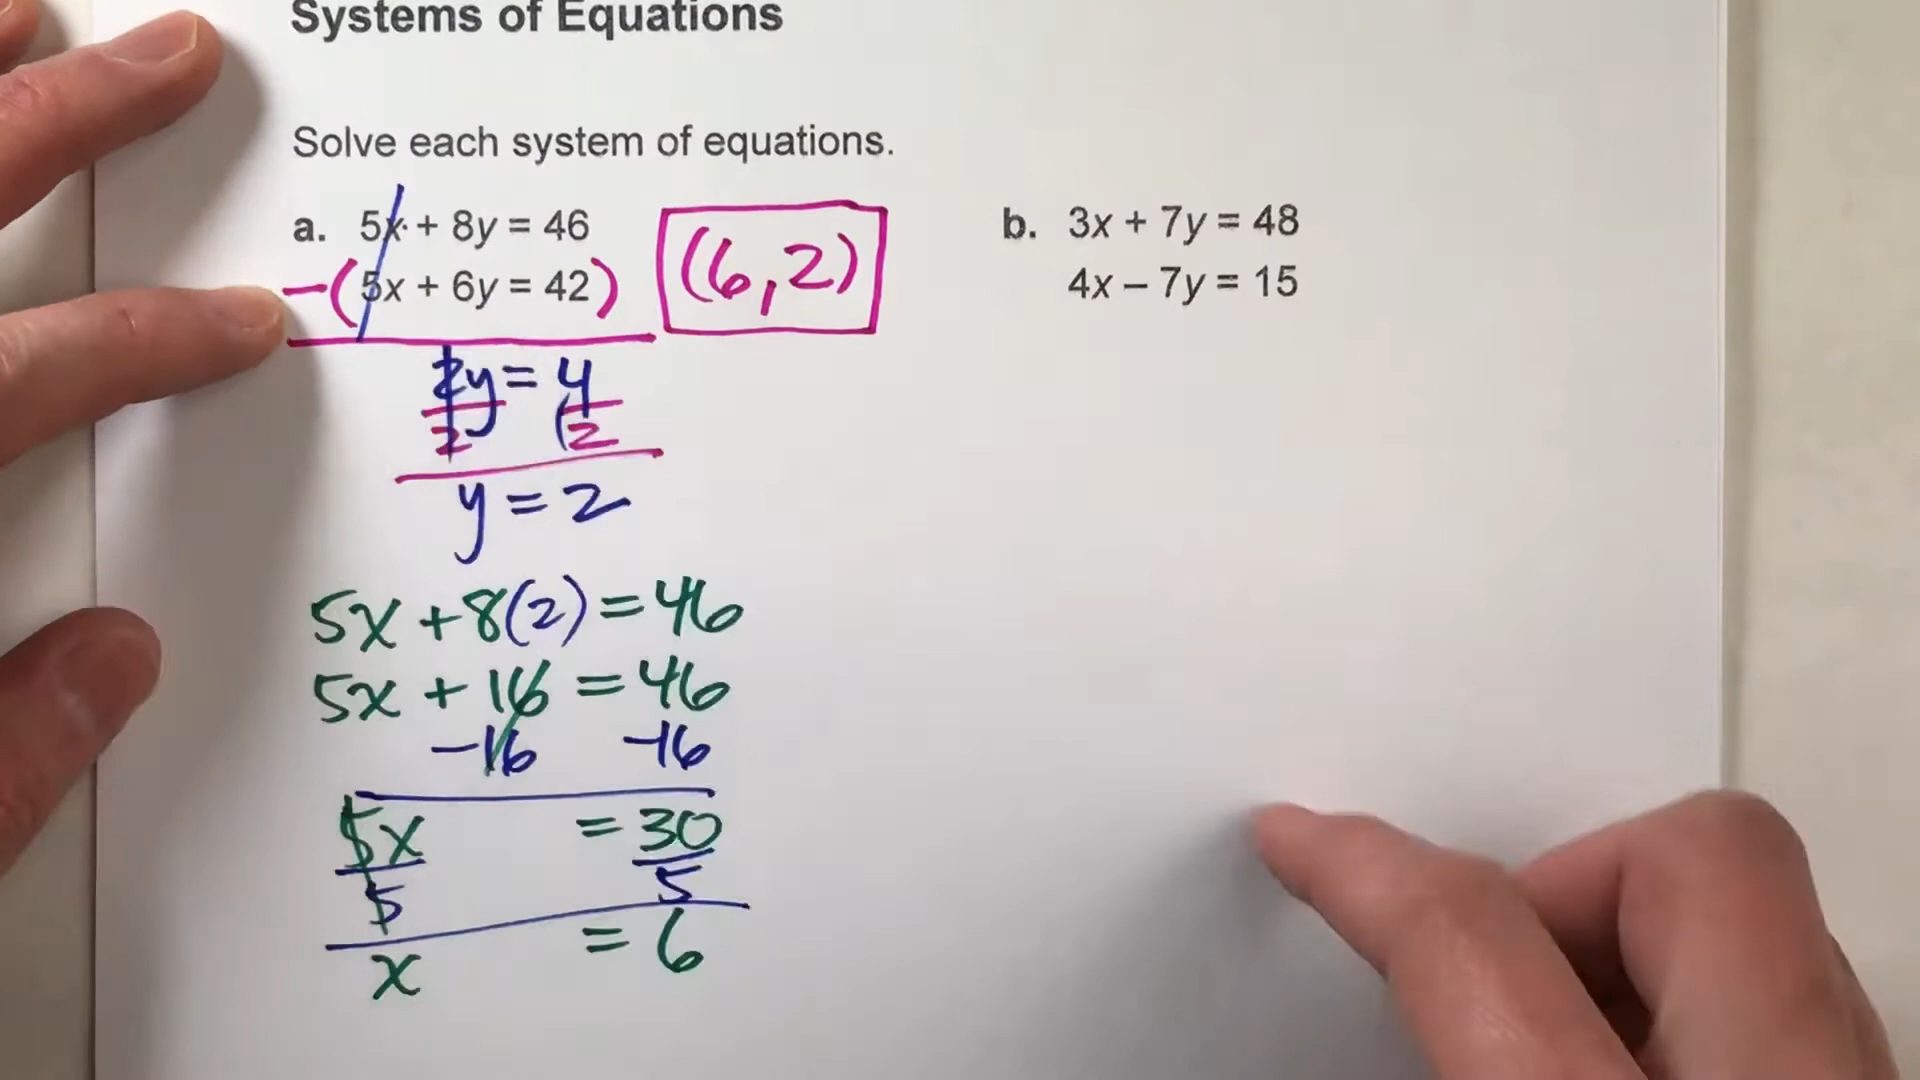 Systems of Equations
Solve each system of equations.
a. 5x + 8y = 46
-(5x + 6y = 42)
(6,2)
2y = 4
2 2
y = 2
5x + 8(2) = 46
5x + 16 = 46
-16 -16
5x = 30
5 5
x = 6
b. 3x + 7y = 48
4x – 7y = 15